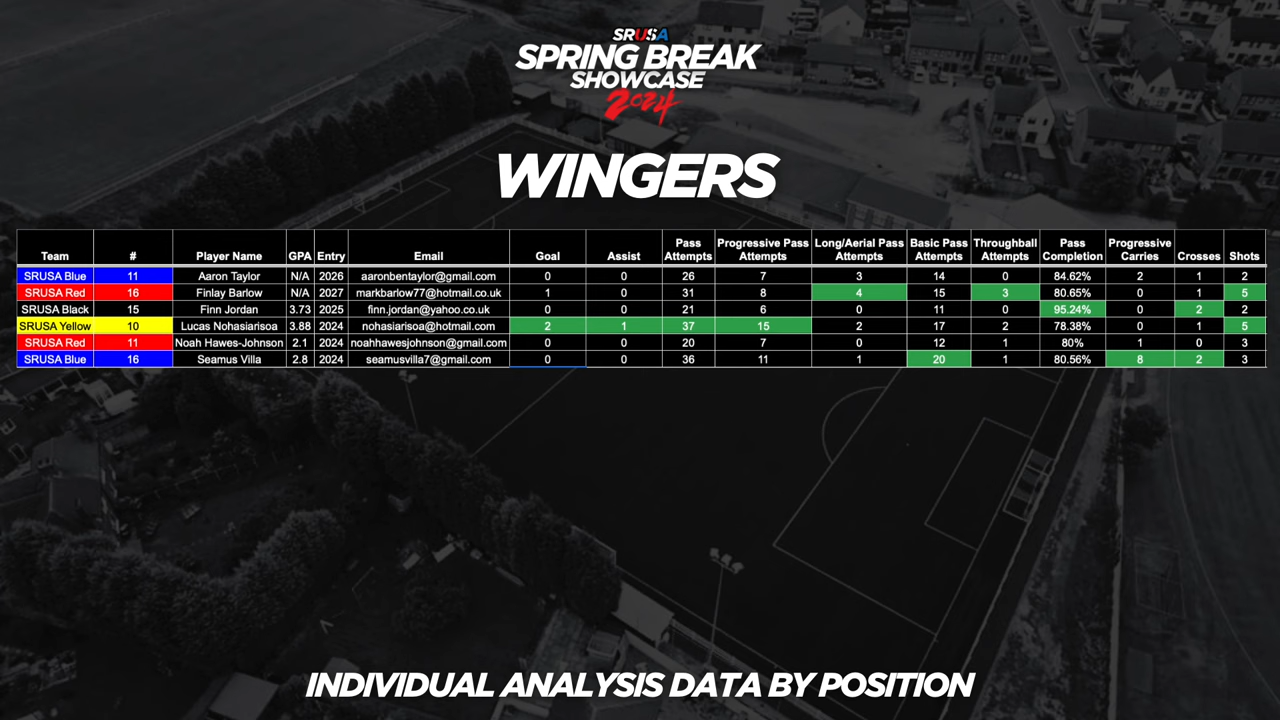 SRUSA
SPRING BREAK
SHOWCASE
2024
WINGERS
Team # Player Name GPA Entry Email Goal Assist Pass Attempts Progressive Pass Attempts Long/Aerial Pass Attempts Basic Pass Attempts Throughball Attempts Pass Completion Progressive Carries Crosses Shots
SRUSA Blue 11 Aaron Taylor N/A 2026 aaronbentaylor@gmail.com 0 0 26 7 3 14 0 84.62% 2 1 2
SRUSA Red 16 Finlay Barlow N/A 2027 markbarlow77@hotmail.co.uk 1 0 31 8 4 15 3 80.65% 0 1 5
SRUSA Black 15 Finn Jordan 3.73 2025 finn.jordan@yahoo.co.uk 0 0 21 6 0 11 0 95.24% 0 2 2
SRUSA Yellow 10 Lucas Nohasiarisoa 3.88 2024 nohasiarisoa@hotmail.com 2 1 37 15 2 17 2 78.38% 0 1 5
SRUSA Red 11 Noah Hawes-Johnson 2.1 2024 noahhawesjohnson@gmail.com 0 0 20 7 0 12 1 80% 1 0 3
SRUSA Blue 16 Seamus Villa 2.8 2024 seamusvilla7@gmail.com 0 0 36 11 1 20 1 80.56% 8 2 3
INDIVIDUAL ANALYSIS DATA BY POSITION